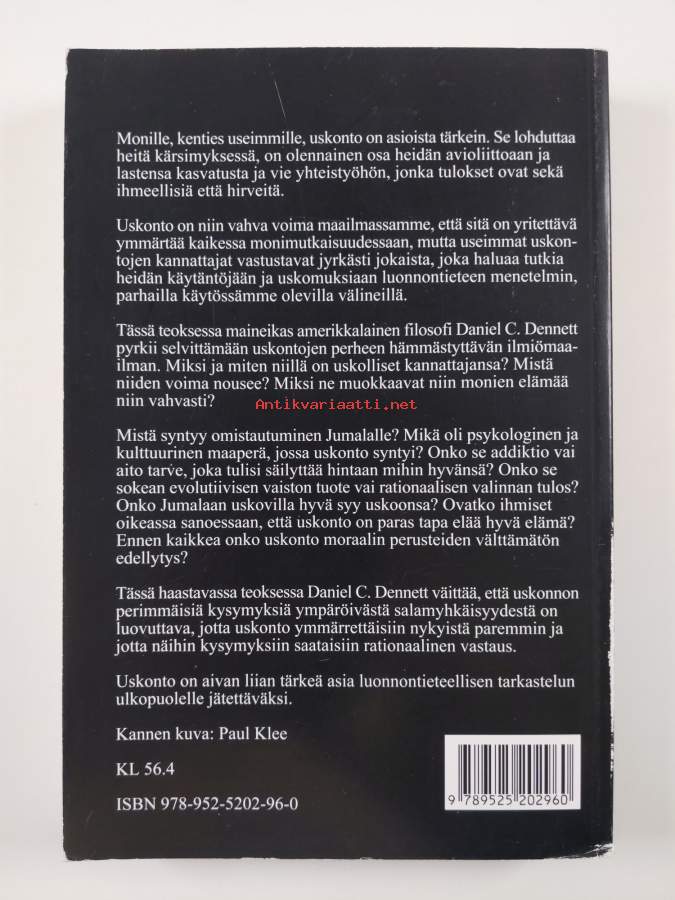 Monille, kenties useimmille, uskonto on asioista tärkein. Se lohduttaa
heitä kärsimyksessä, on olennainen osa heidän avioliittoaan ja
lastensa kasvatusta ja vie yhteistyöhön, jonka tulokset ovat sekä
ihmeellisiä että hirveitä.
Uskonto on niin vahva voima maailmassamme, että sitä on yritettävä
ymmärtää kaikessa monimutkaisuudessaan, mutta useimmat uskon-
tojen kannattajat vastustavat jyrkästi jokaista, joka haluaa tutkia
heidän käytäntöjään ja uskomuksiaan luonnontieteen menetelmin,
parhailla käytössämme olevilla välineillä.
Tässä teoksessa maineikas amerikkalainen filosofi Daniel C. Dennett
pyrkii selvittämään uskontojen perheen hämmästyttävän ilmiömaa-
ilman. Miksi ja miten niillä on uskolliset kannattajansa? Mistä
niiden voima nousee? Miksi ne muokkaavat niin monien elämää
niin vahvasti?
Antikvariaatti.net
Mistä syntyy omistautuminen Jumalalle? Mikä oli psykologinen ja
kulttuurinen maaperä, jossa uskonto syntyi? Onko se addiktio vai
aito tarve, joka tulisi säilyttää hintaan mihin hyvänsä? Onko se
sokean evolutiivisen vaiston tuote vai rationaalisen valinnan tulos?
Onko Jumalaan uskovilla hyvä syy uskoonsa? Ovatko ihmiset
oikeassa sanoessaan, että uskonto on paras tapa elää hyvä elämä?
Ennen kaikkea onko uskonto moraalin perusteiden välttämätön
edellytys?
Tässä haastavassa teoksessa Daniel C. Dennett väittää, että uskonnon
perimmäisiä kysymyksiä ympäröivästä salamyhkäisyydestä on
luovuttava, jotta uskonto ymmärrettäisiin nykyistä paremmin ja
jotta näihin kysymyksiin saataisiin rationaalinen vastaus.
Uskonto on aivan liian tärkeä asia luonnontieteellisen tarkastelun
ulkopuolelle jätettäväksi.
Kannen kuva: Paul Klee
KL 56.4
ISBN 978-952-5202-96-0
9 789525 202960